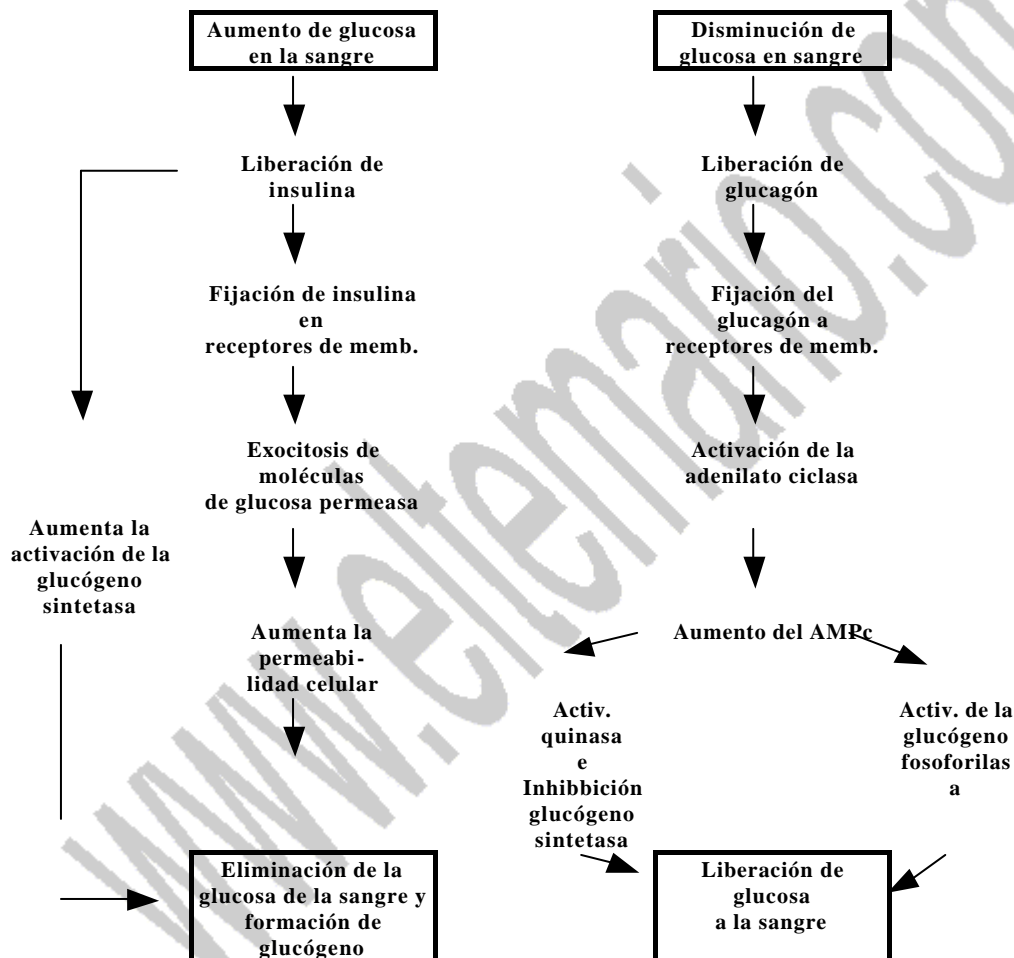 Aumento de glucosa
en la sangre
Disminución de
glucosa en sangre
Liberación de
insulina
Liberación de
glucagón
Fijación de insulina
en
receptores de memb.
Fijación del
glucagón a
receptores de memb.
Exocitosis de
moléculas
de glucosa permeasa
Activación de la
adenilato ciclasa
Aumenta la
activación de la
glucógeno
sintetasa
Aumenta la
permeabi-
lidad celular
Aumento del AMPc
Activ.
quinasa
e
Inhibbición
glucógeno
sintetasa
Activ. de la
glucógeno
fosoforilas
a
Eliminación de la
glucosa de la sangre y
formación de
glucógeno
Liberación de
glucosa
a la sangre
www.eltemario.com